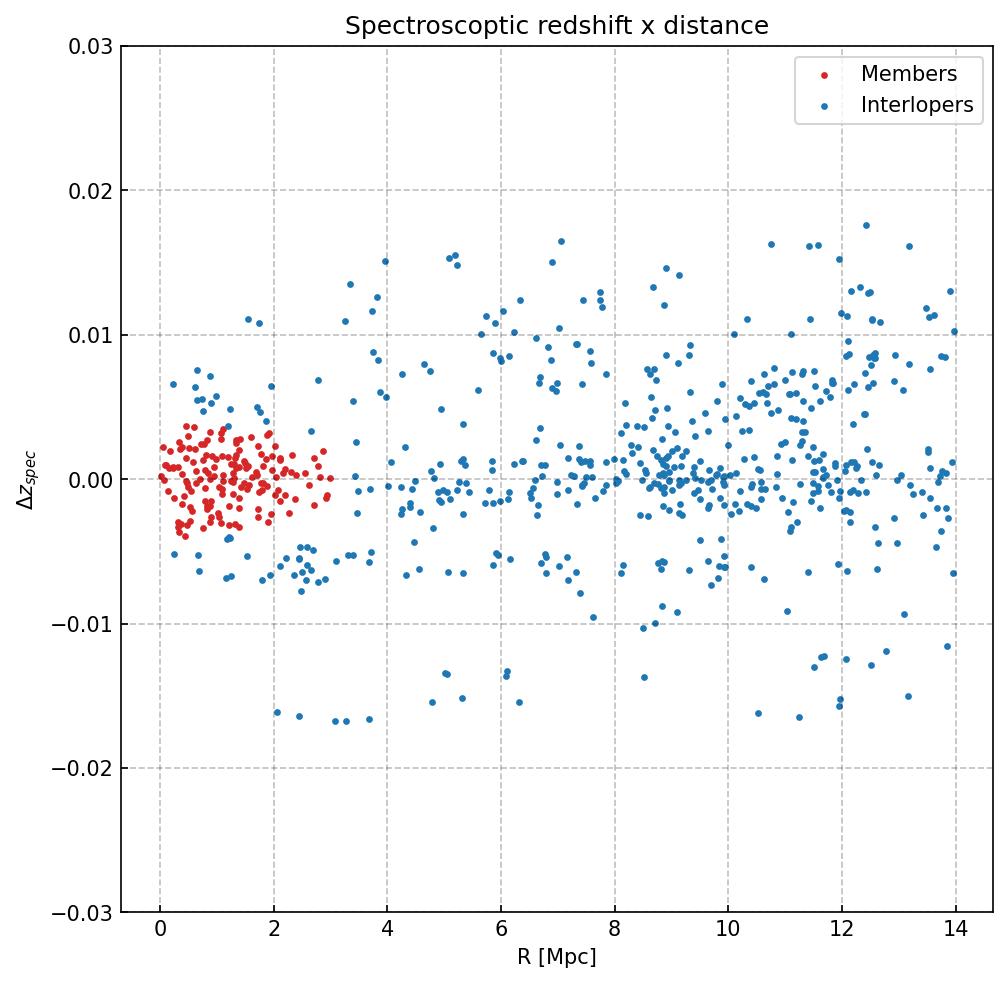 Spectroscoptic redshift x distance
Members
Interlopers
0.03
0.02
0.01
0.00
−0.01
−0.02
−0.03
Δz_spec
0 2 4 6 8 10 12 14
R [Mpc]